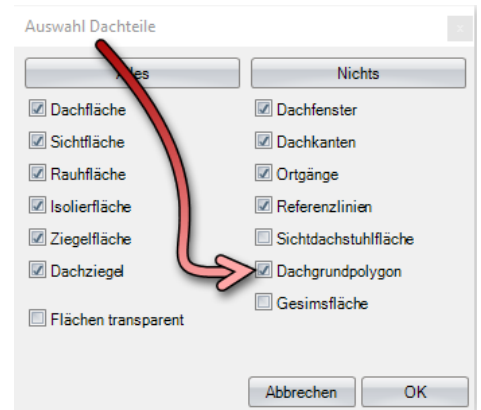 Auswahl Dachteile
x
Alles Nichts
Dachfläche Dachfenster
Sichtfläche Dachkanten
Rauhfläche Ortgänge
Isolierfläche Referenzlinien
Ziegelfläche Sichtdachstuhlfläche
Dachziegel Dachgrundpolygon
Gesimsfläche
Flächen transparent
Abbrechen OK